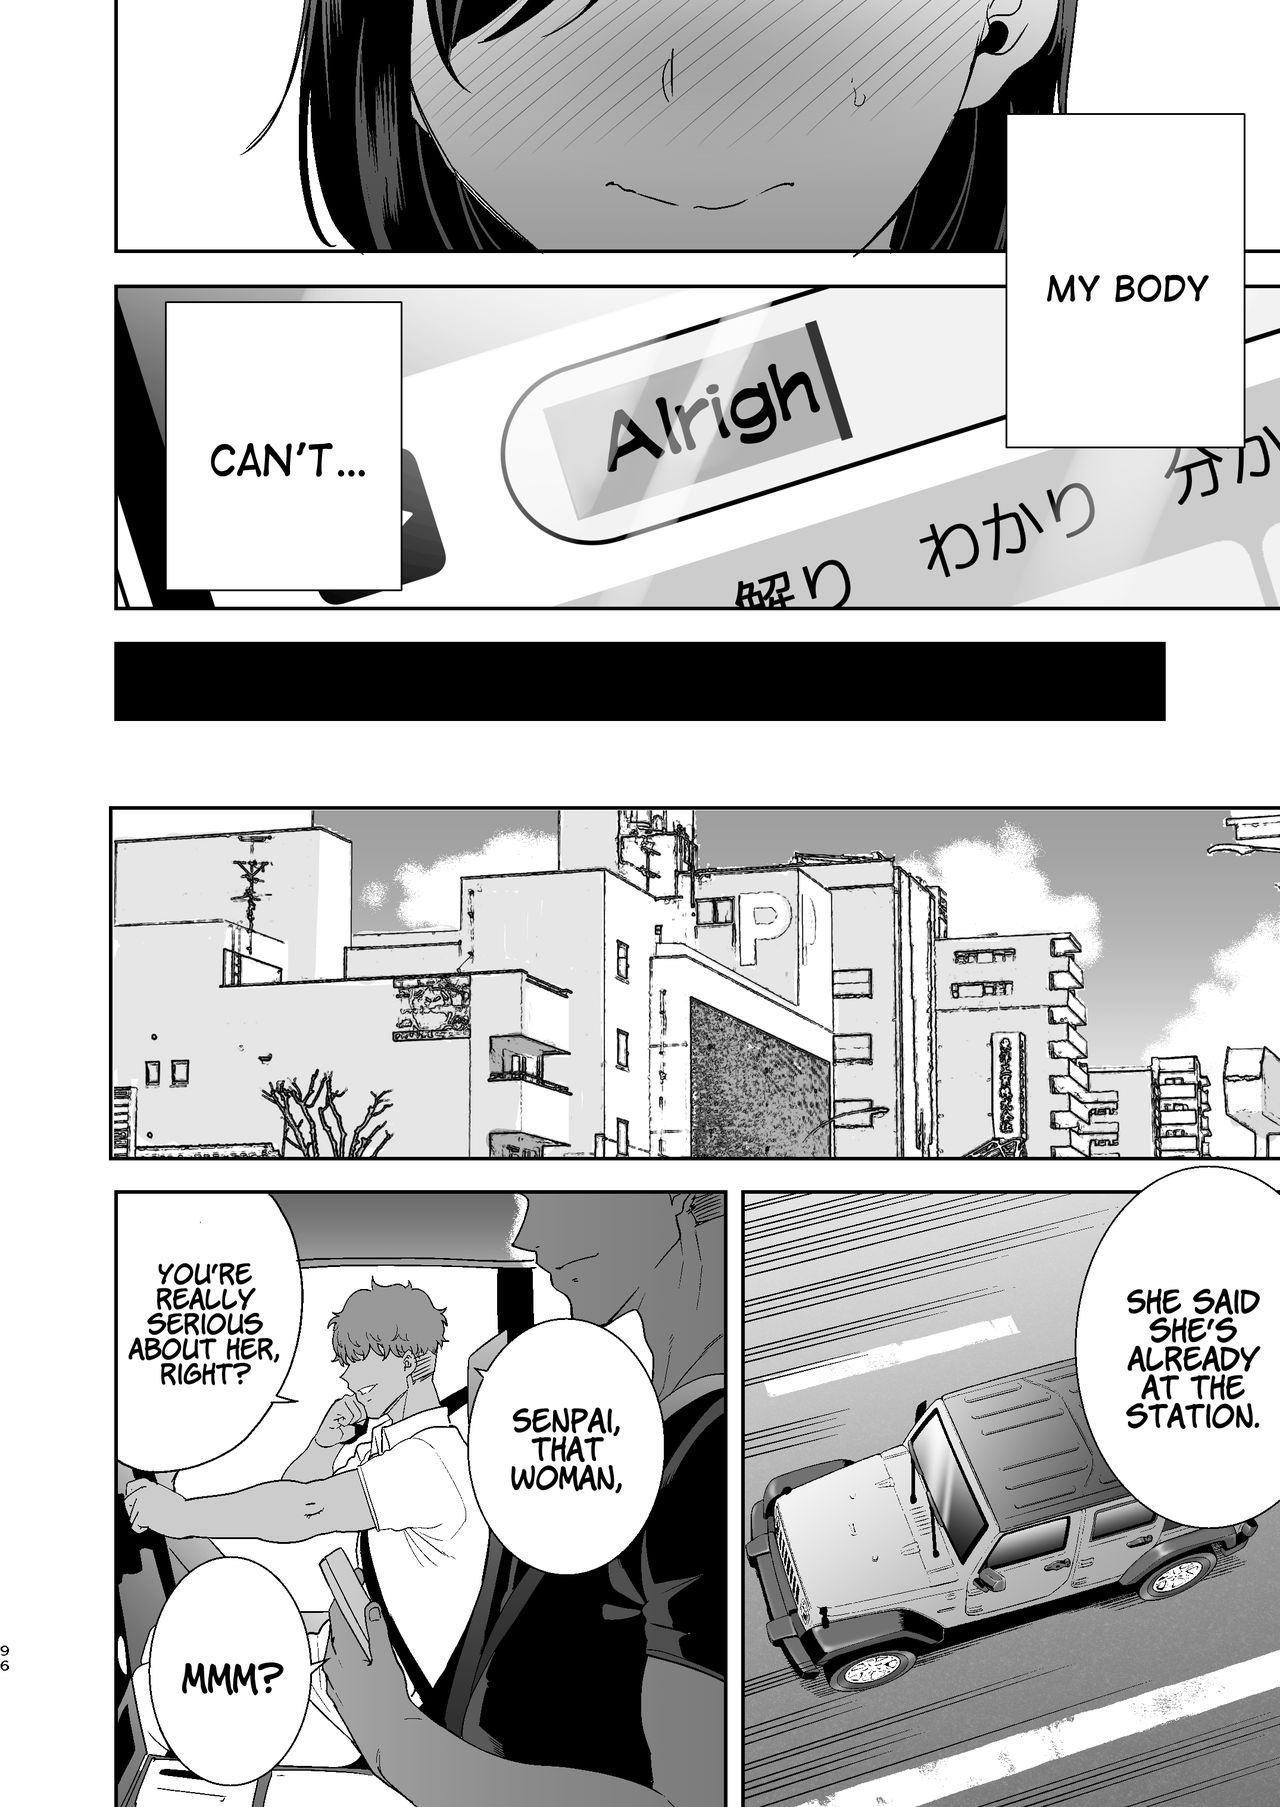 MY BODY
CAN'T...
Alrigh
分か
わかり
解り
P
SHE SAID
SHE'S
ALREADY
AT THE
STATION.
SENPAI,
THAT
WOMAN,
YOU'RE
REALLY
SERIOUS
ABOUT HER,
RIGHT?
MMM?
96